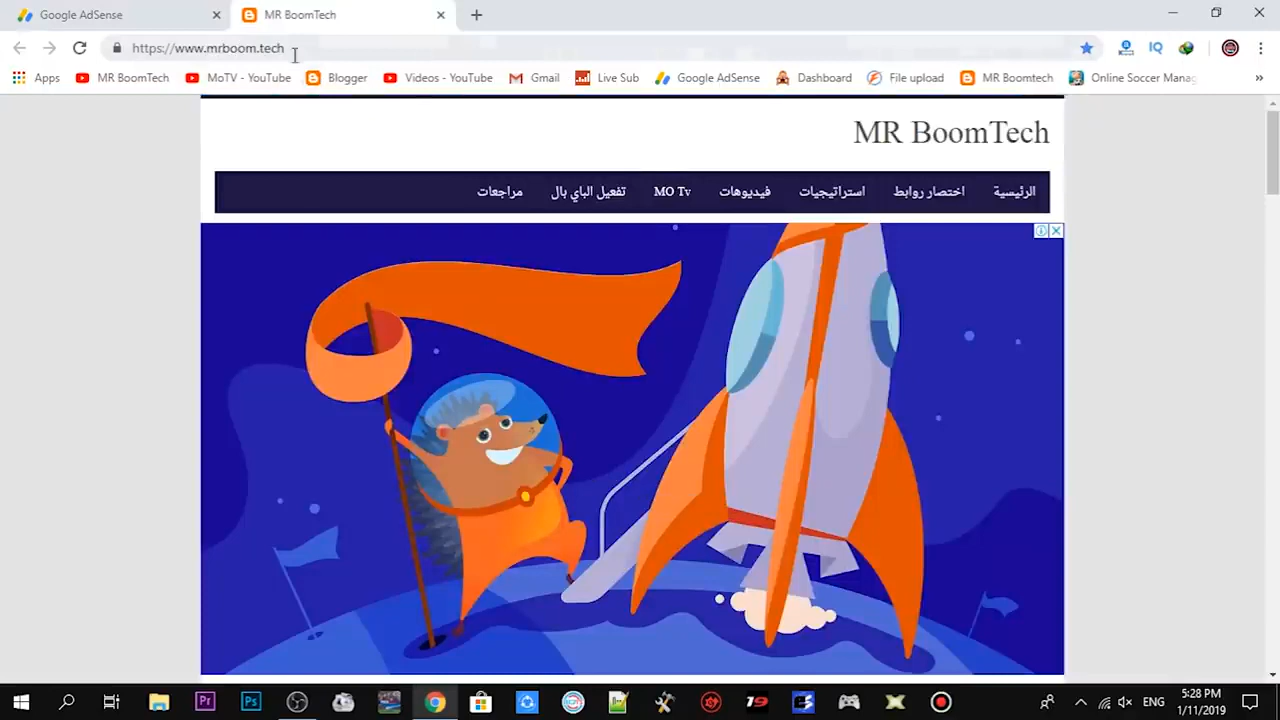 Google AdSense
MR BoomTech
https://www.mrboom.tech
Apps
MR BoomTech
MoTV - YouTube
Blogger
Videos - YouTube
Gmail
Live Sub
Google AdSense
Dashboard
File upload
MR Boomtech
Online Soccer Manag
MR BoomTech
الرئيسية
اختصار روابط
استراتيجيات
فيديوهات
MO Tv
تفعيل الباي بال
مراجعات
ENG
5:28 PM
1/11/2019